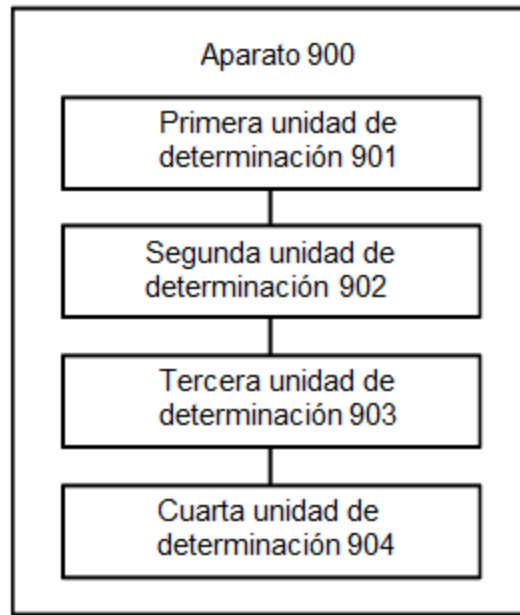 Aparato 900
Primera unidad de
determinación 901
Segunda unidad de
determinación 902
Tercera unidad de
determinación 903
Cuarta unidad de
determinación 904